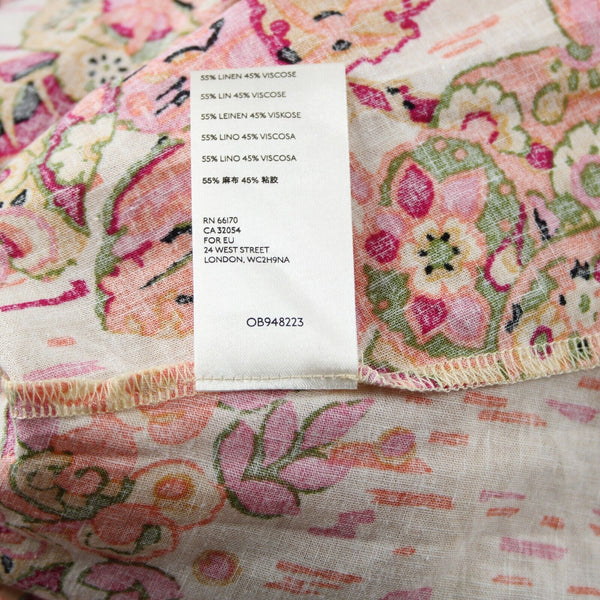 55% LINEN 45% VISCOSE
55% LIN 45% VISCOSE
55% LEINEN 45% VISKOSE
55% LINO 45% VISCOSA
55% LINO 45% VISCOSA
55% 麻布 45% 粘胶
RN 66170
CA 32054
FOR EU
24 WEST STREET
LONDON, WC2H9NA
OB948223